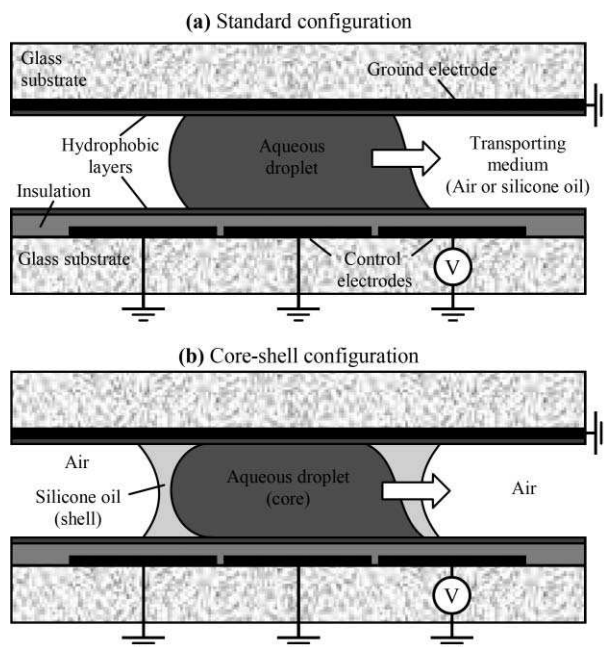 (a) Standard configuration
Glass
substrate
Ground electrode
Hydrophobic
layers
Aqueous
droplet
Transporting
medium
(Air or silicone oil)
Insulation
Glass substrate
Control
electrodes
V
(b) Core-shell configuration
Air
Silicone oil
(shell)
Aqueous droplet
(core)
Air
V